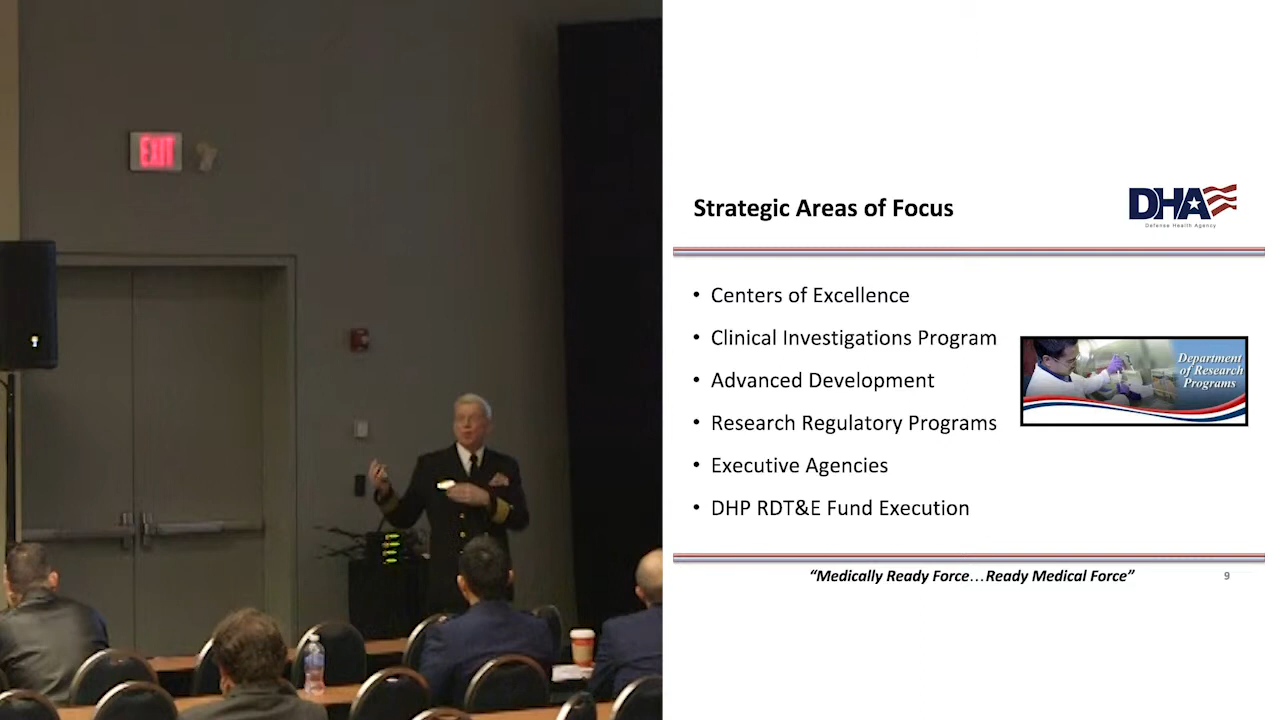 EXIT
Strategic Areas of Focus
DHA
Defense Health Agency
• Centers of Excellence
• Clinical Investigations Program
• Advanced Development
• Research Regulatory Programs
• Executive Agencies
• DHP RDT&E Fund Execution
Department
of Research
Programs
“Medically Ready Force…Ready Medical Force”
9